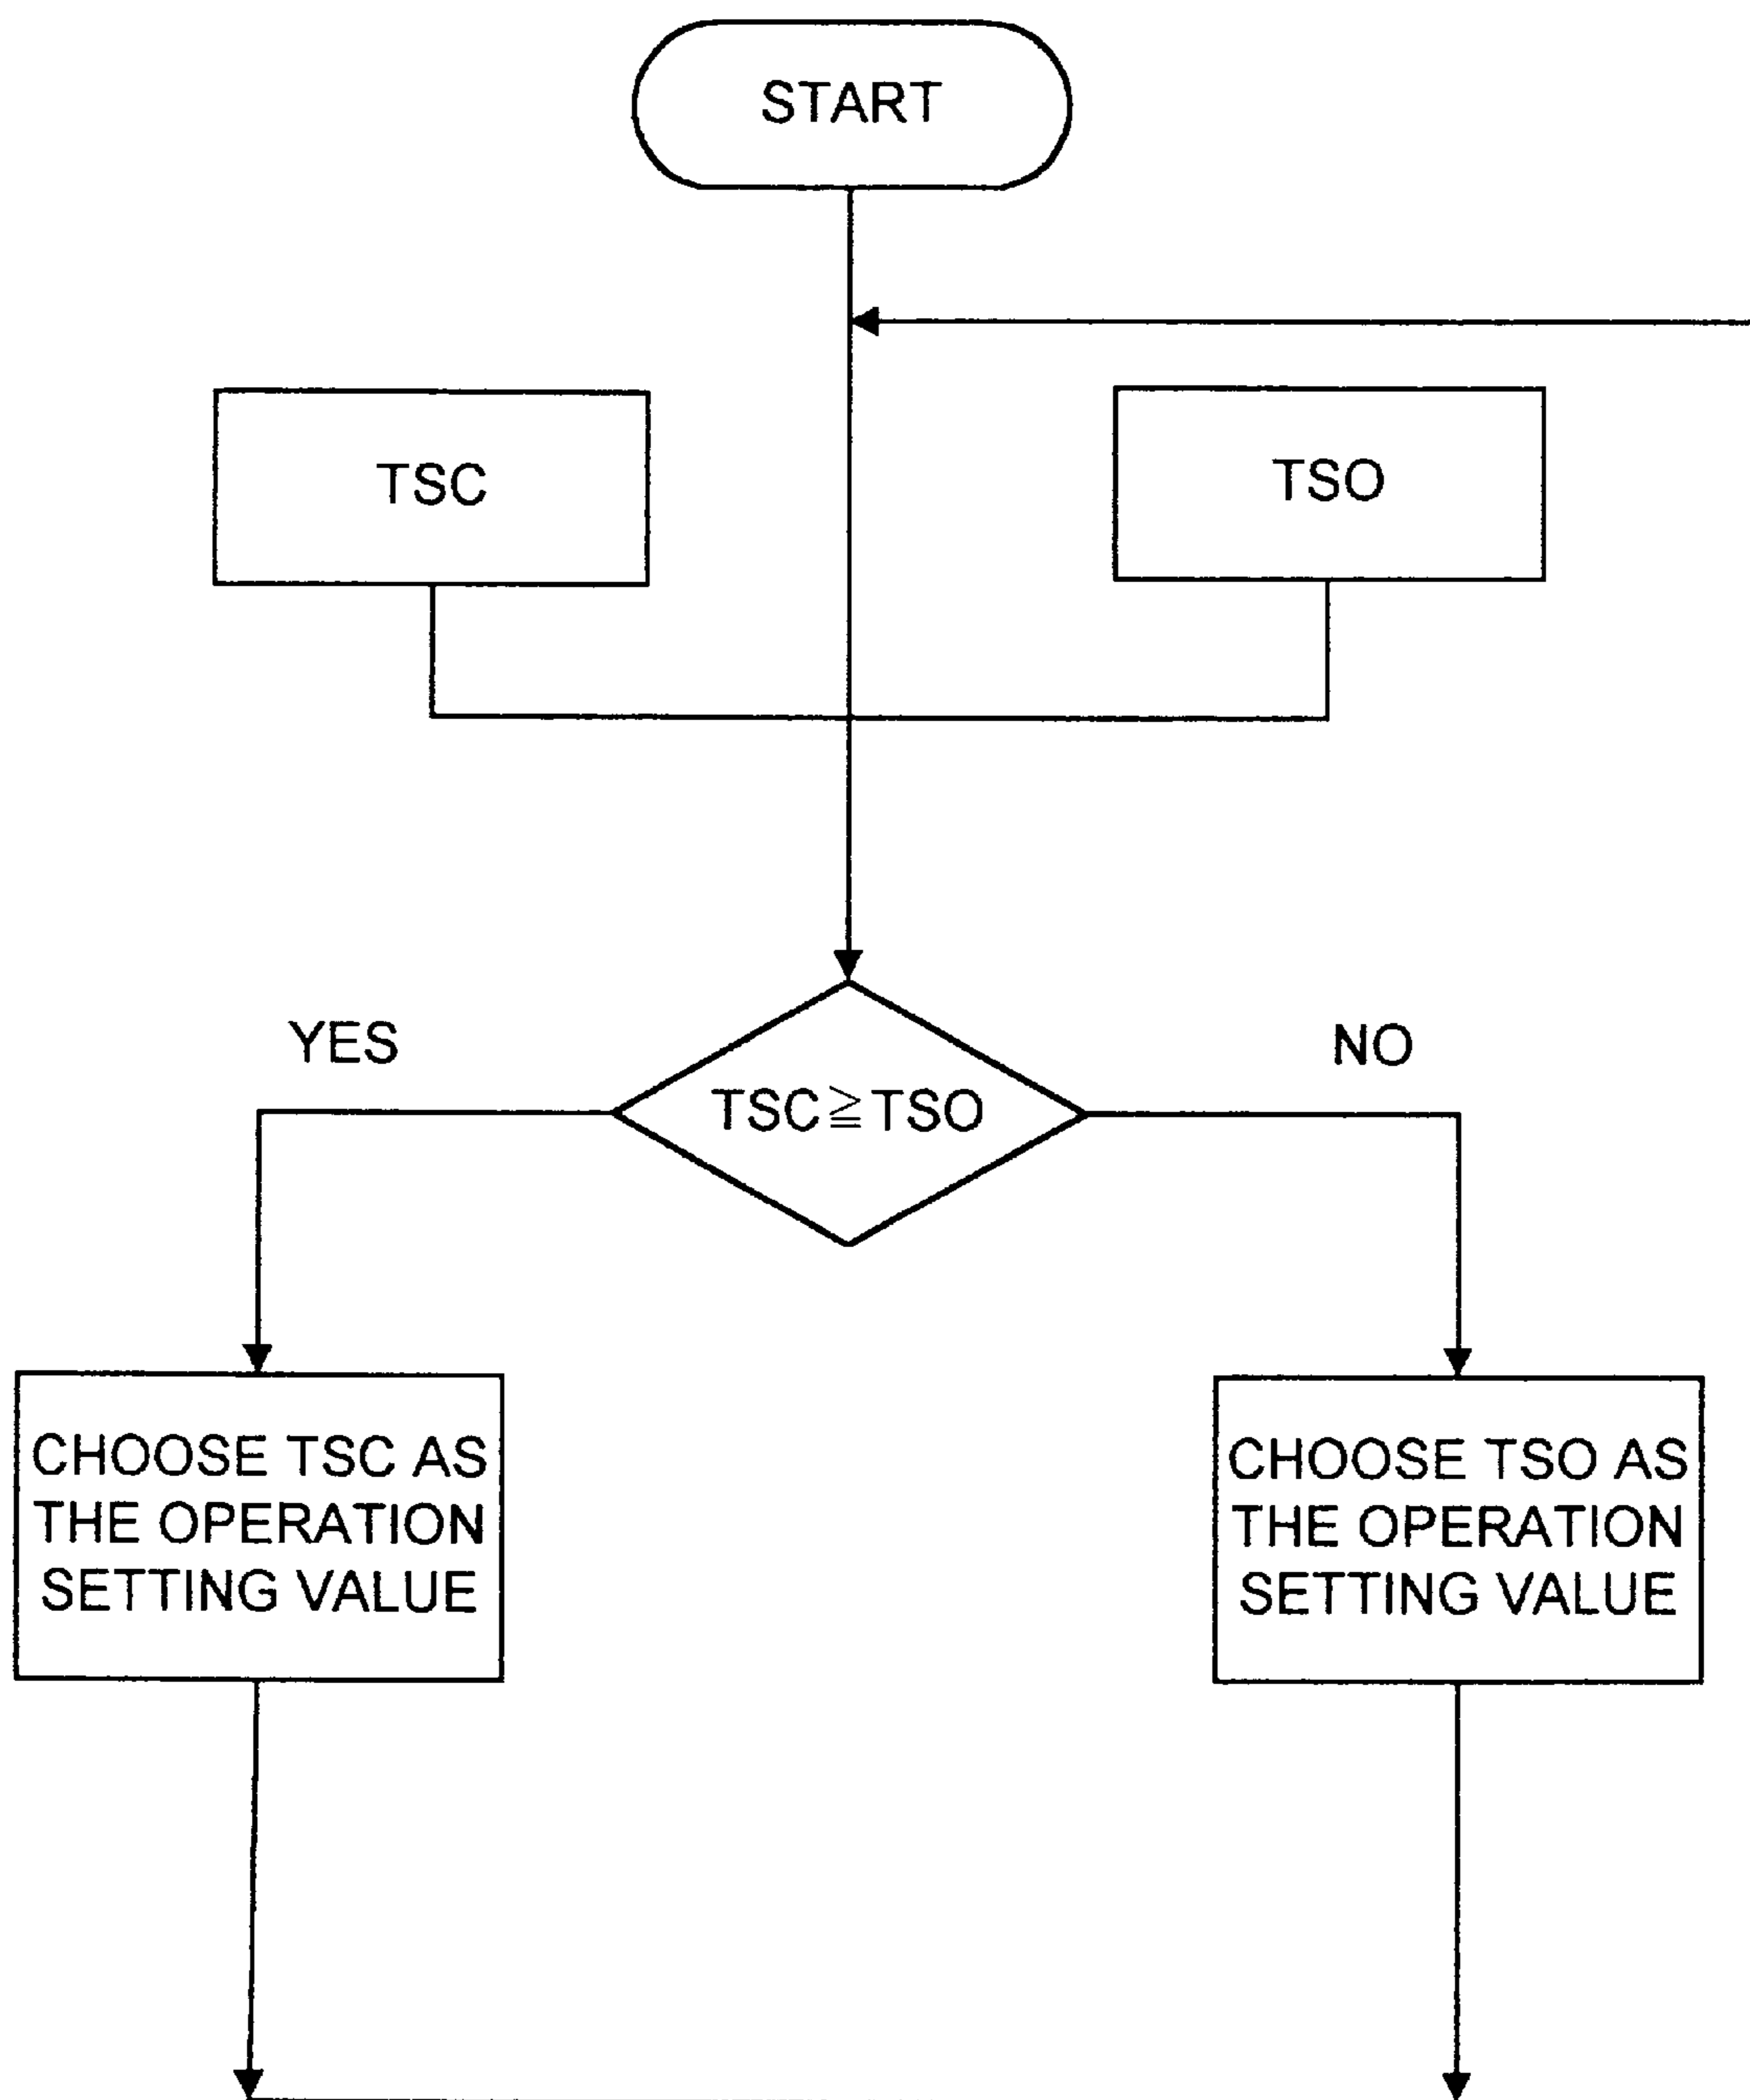 START
TSC
TSO
YES
NO
TSC≧TSO
CHOOSE TSC AS
THE OPERATION
SETTING VALUE
CHOOSE TSO AS
THE OPERATION
SETTING VALUE